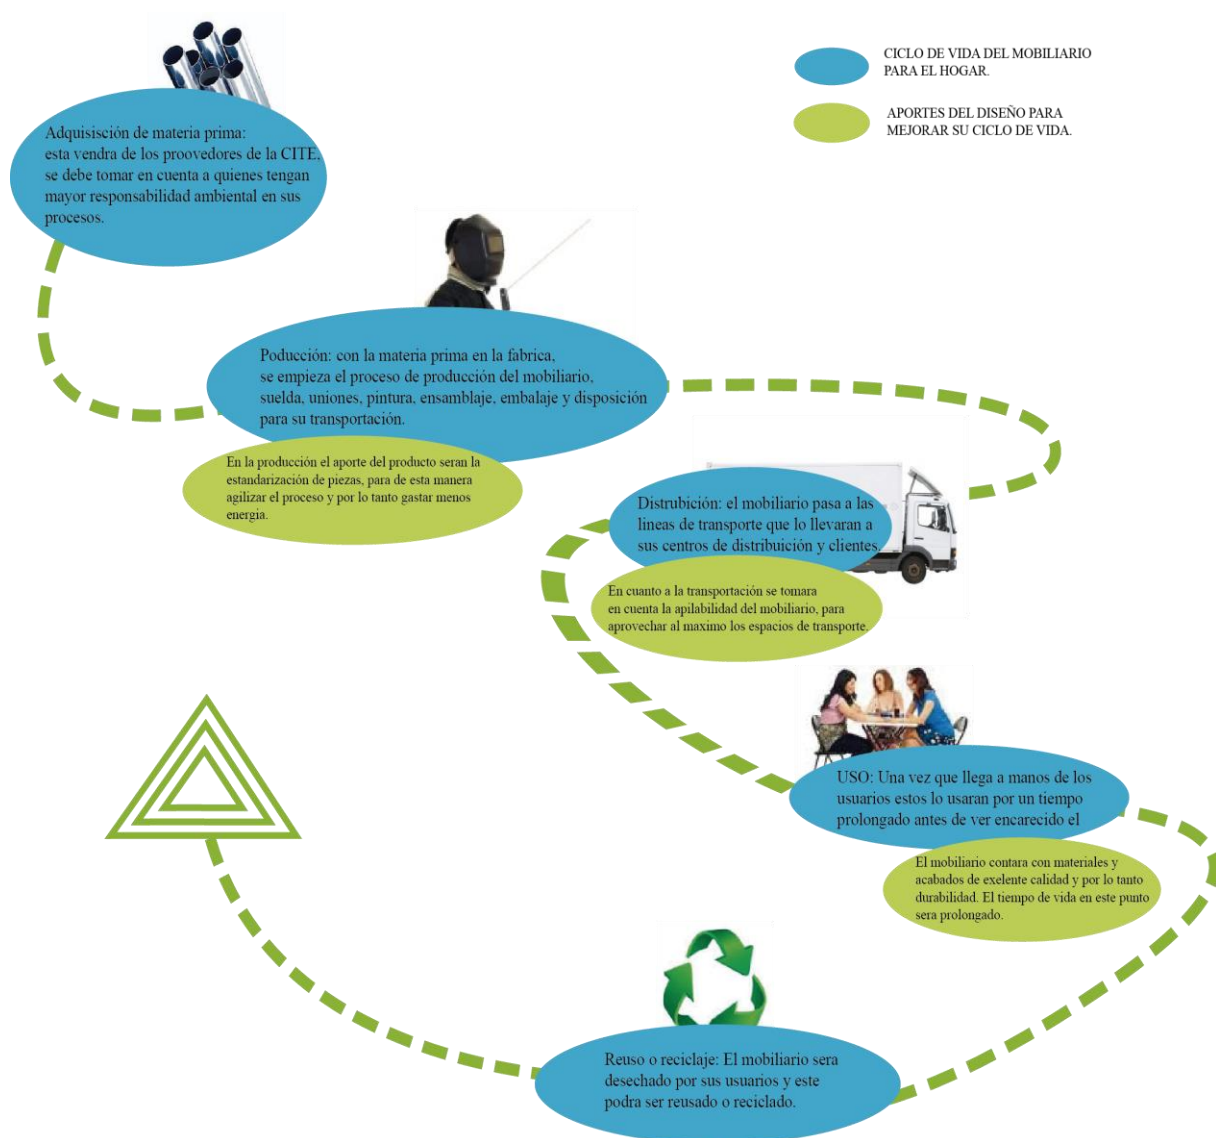 CICLO DE VIDA DEL MOBILIARIO
PARA EL HOGAR.
APORTES DEL DISEÑO PARA
MEJORAR SU CICLO DE VIDA.
Adquisisción de materia prima:
esta vendra de los proovedores de la CITE,
se debe tomar en cuenta a quienes tengan
mayor responsabilidad ambiental en sus
procesos.
Poducción: con la materia prima en la fabrica,
se empieza el proceso de producción del mobiliario,
suelda, uniones, pintura, ensamblaje, embalaje y disposición
para su transportación.
En la producción el aporte del producto seran la
estandarización de piezas, para de esta manera
agilizar el proceso y por lo tanto gastar menos
energia.
Distrubición: el mobiliario pasa a las
lineas de transporte que lo llevaran a
sus centros de distribuición y clientes.
En cuanto a la transportación se tomara
en cuenta la apilabilidad del mobiliario, para
aprovechar al maximo los espacios de transporte.
USO: Una vez que llega a manos de los
usuarios estos lo usaran por un tiempo
prolongado antes de ver encarecido el
El mobiliario contara con materiales y
acabados de exelente calidad y por lo tanto
durabilidad. El tiempo de vida en este punto
sera prolongado.
Reuso o reciclaje: El mobiliario sera
desechado por sus usuarios y este
podra ser reusado o reciclado.